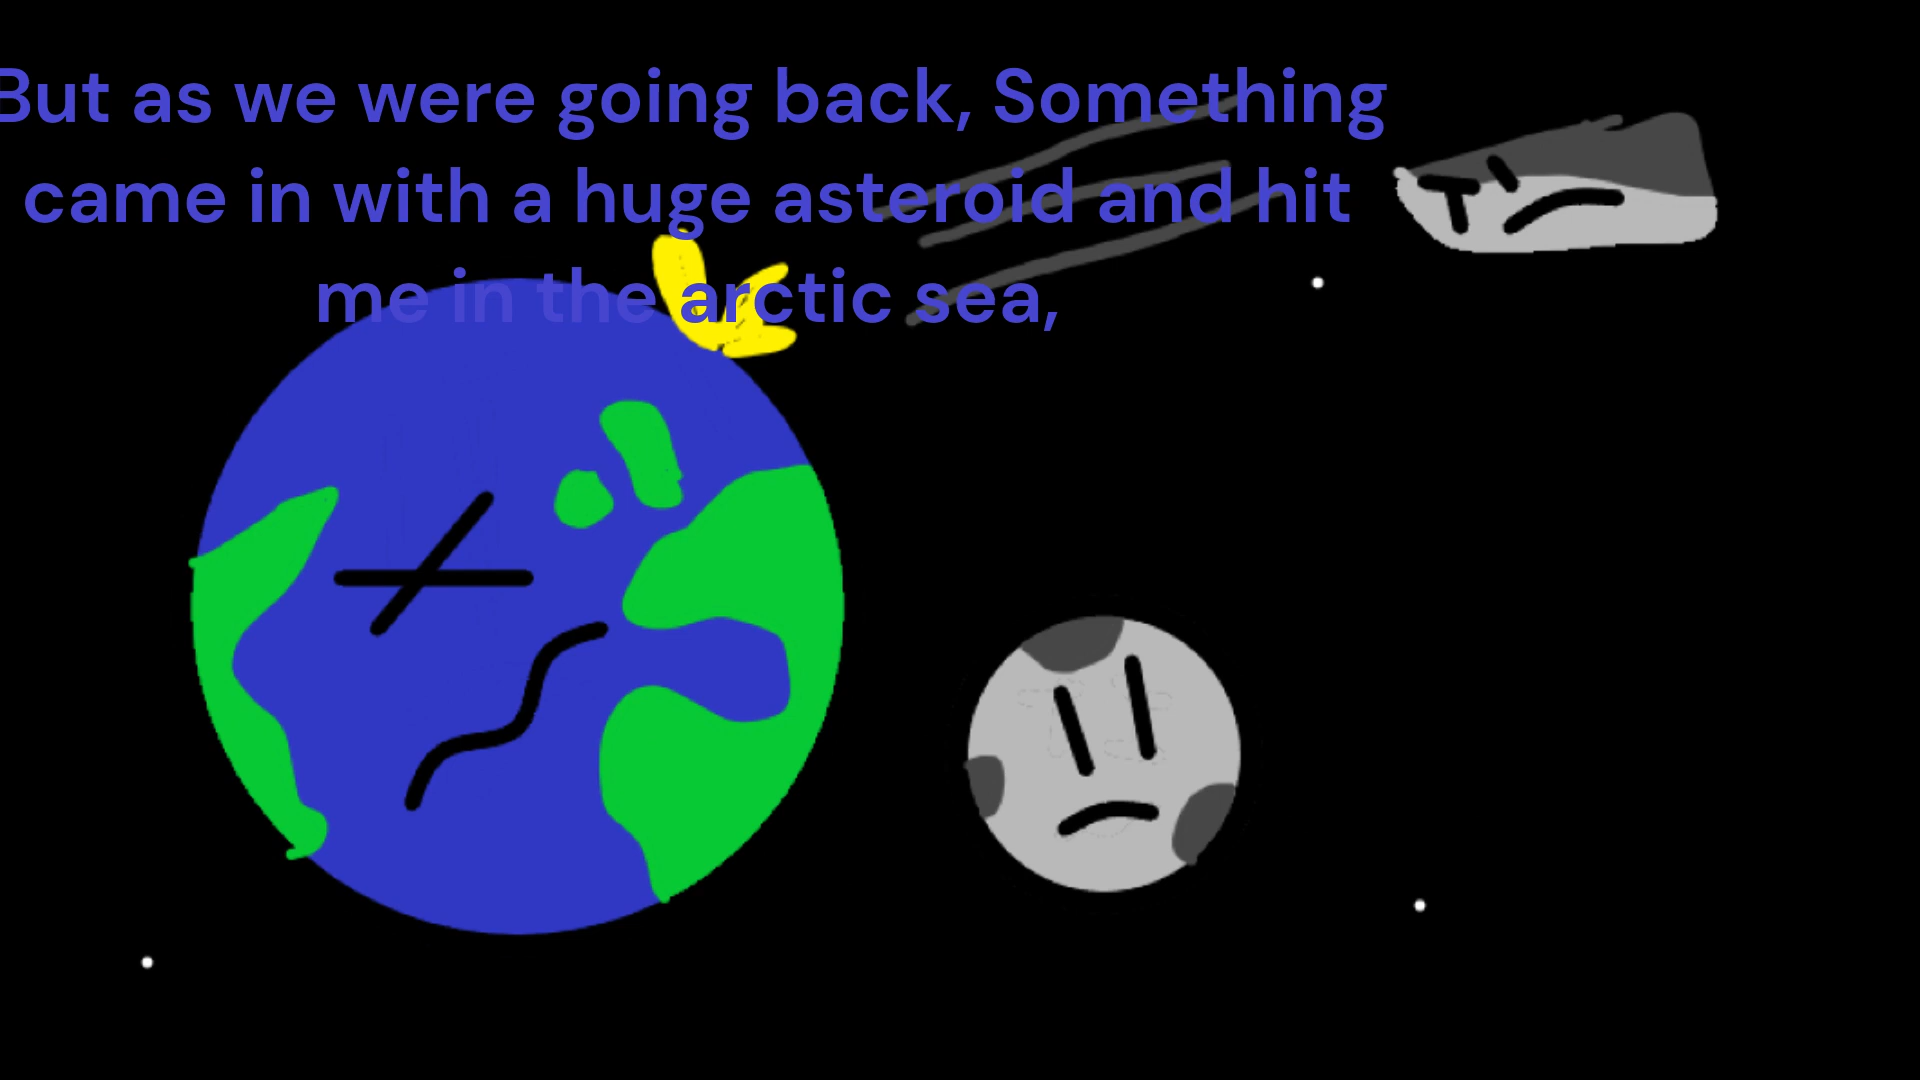 But as we were going back, Something
came in with a huge asteroid and hit
me in the arctic sea,